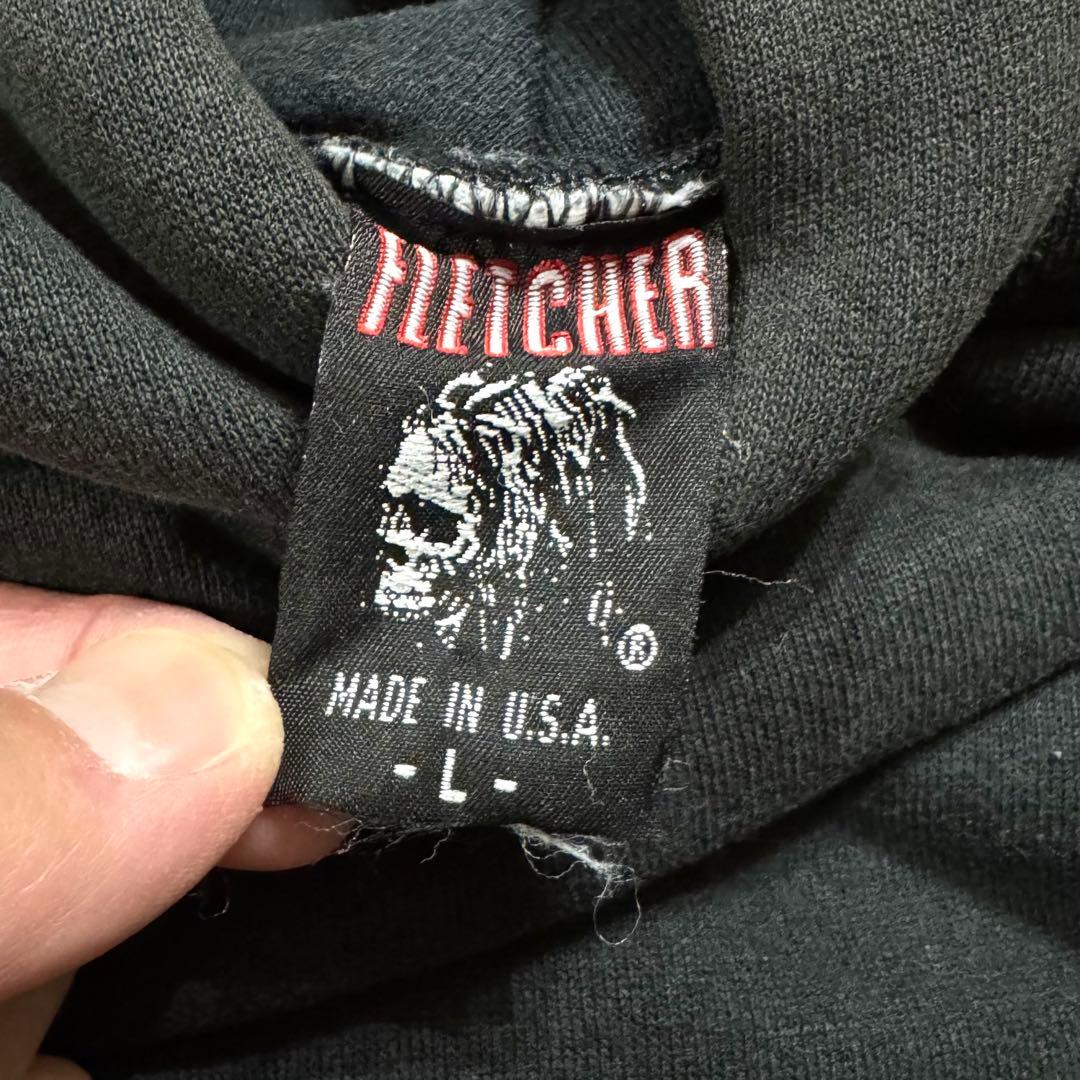 FLETCHER
®
MADE IN U.S.A.
- L -